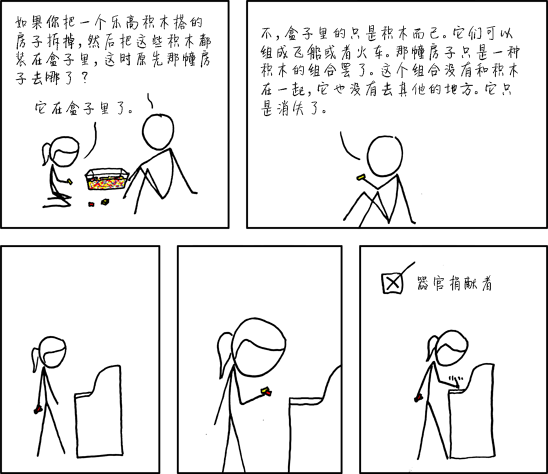 如果你把一个乐高积木搭的
房子拆掉,然后把这些积木都
装在盒子里,这时原先那幢房
子去哪了?
它在盒子里了。
不,盒子里的只是积木而已。它们可以
组成飞船或者火车。那幢房子只是一种
积木的组合罢了。这个组合没有和积木
在一起,它也没有去其他的地方。它只
是消失了。
器官捐献者